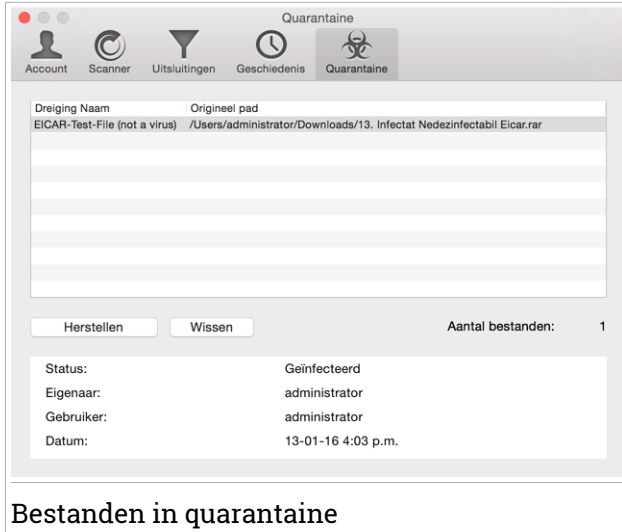 Quarantaine
Account Scanner Uitsluitingen Geschiedenis Quarantaine
Dreiging Naam Origineel pad
EICAR-Test-File (not a virus) /Users/administrator/Downloads/13. Infectat Nedezinfectabil Eicar.rar
Herstellen Wissen Aantal bestanden: 1
Status: Geïnfecteerd
Eigenaar: administrator
Gebruiker: administrator
Datum: 13-01-16 4:03 p.m.
Bestanden in quarantaine